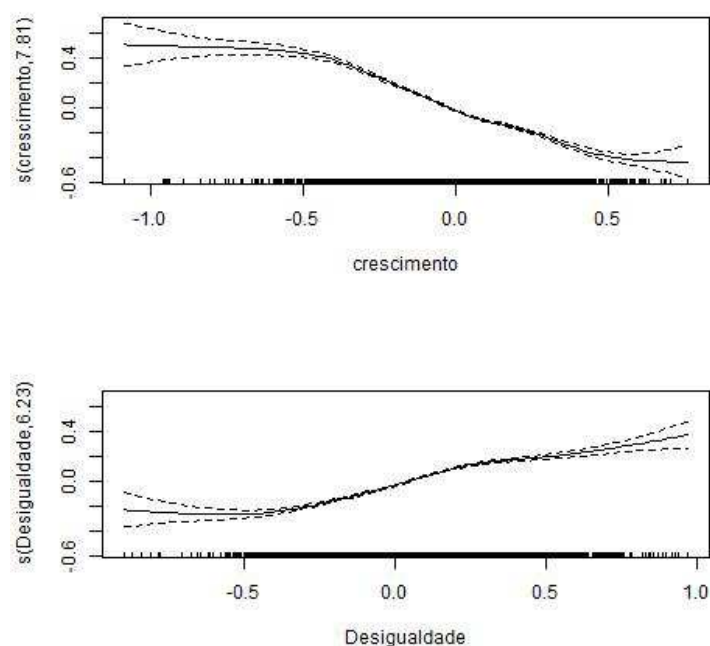 s(crescimento,7.81)
0.4
0.0
-0.6
-1.0 -0.5 0.0 0.5
crescimento
s(Desigualdade,6.23)
0.4
0.0
-0.6
-0.5 0.0 0.5 1.0
Desigualdade